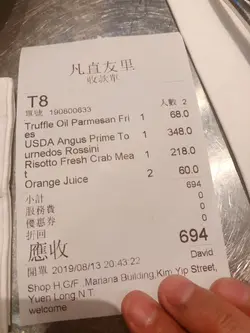 凡直友里
收款單
T8
單號 190800633 人數 2
Truffle Oil Parmesan Fri 1 68.0
es
USDA Angus Prime To 1 348.0
urnedos Rossini
Risotto Fresh Crab Mea 1 218.0
t
Orange Juice 2 60.0
小計 694
服務費 0
優惠券 0
折回 0
應收 694
開單 2019/08/13 20:43:22 David
Shop H G/F ,Mariana Building,Kim Yip Street,
Yuen Long N T
welcome